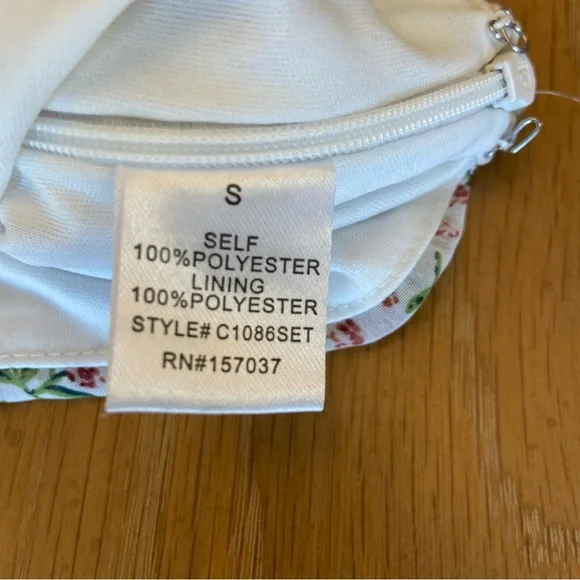 S
SELF
100%POLYESTER
LINING
100%POLYESTER
STYLE# C1086SET
RN#157037